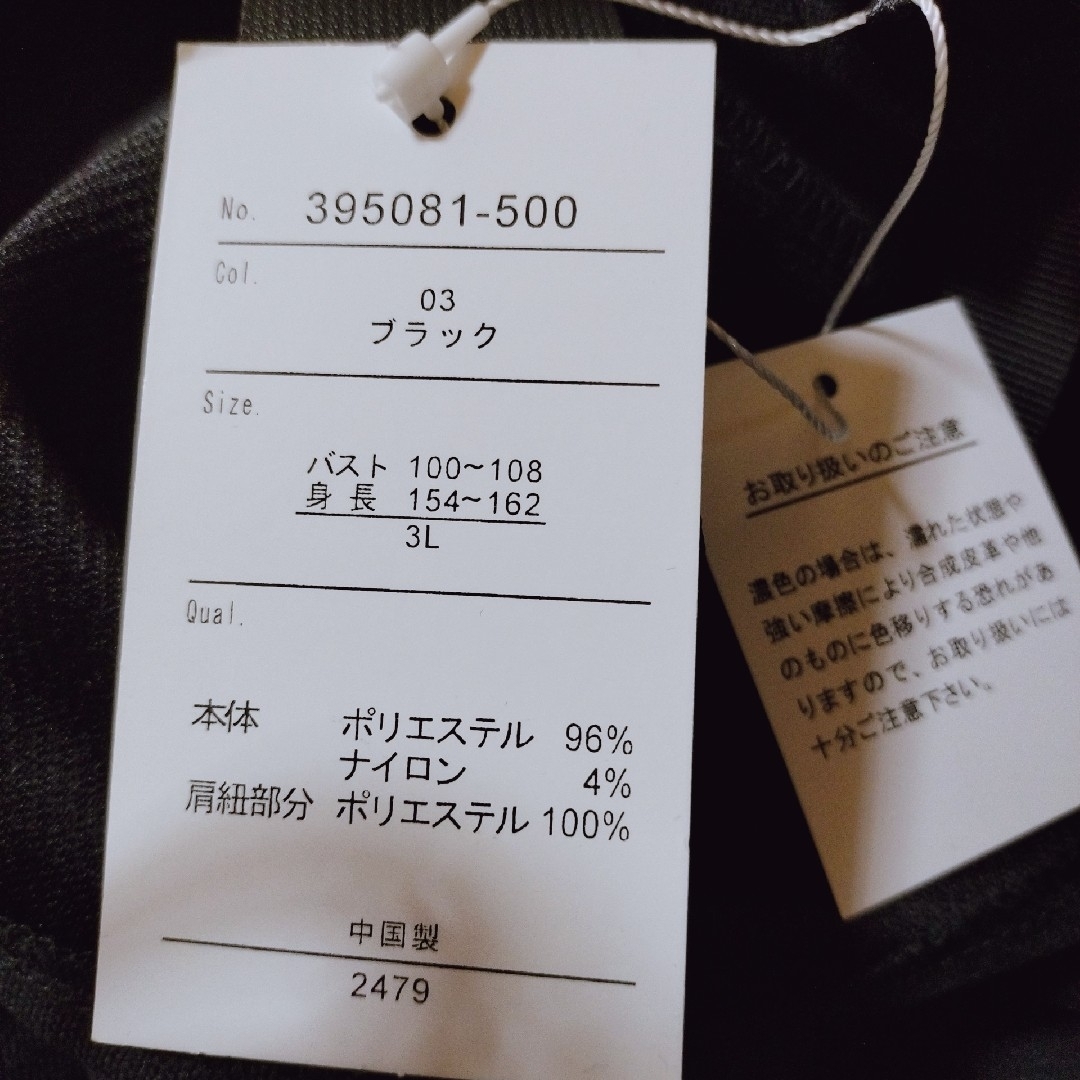 No. 395081-500
Col.
03
ブラック
Size.
バスト 100~108
身長 154~162
3L
Qual.
本体 ポリエステル 96%
ナイロン 4%
肩紐部分 ポリエステル 100%
中国製
2479
お取り扱いのご注意
濃色の場合は、濡れた状態や
強い摩擦により合成皮革や他
のものに色移りする恐れがあ
りますので、お取り扱いには
十分ご注意下さい。